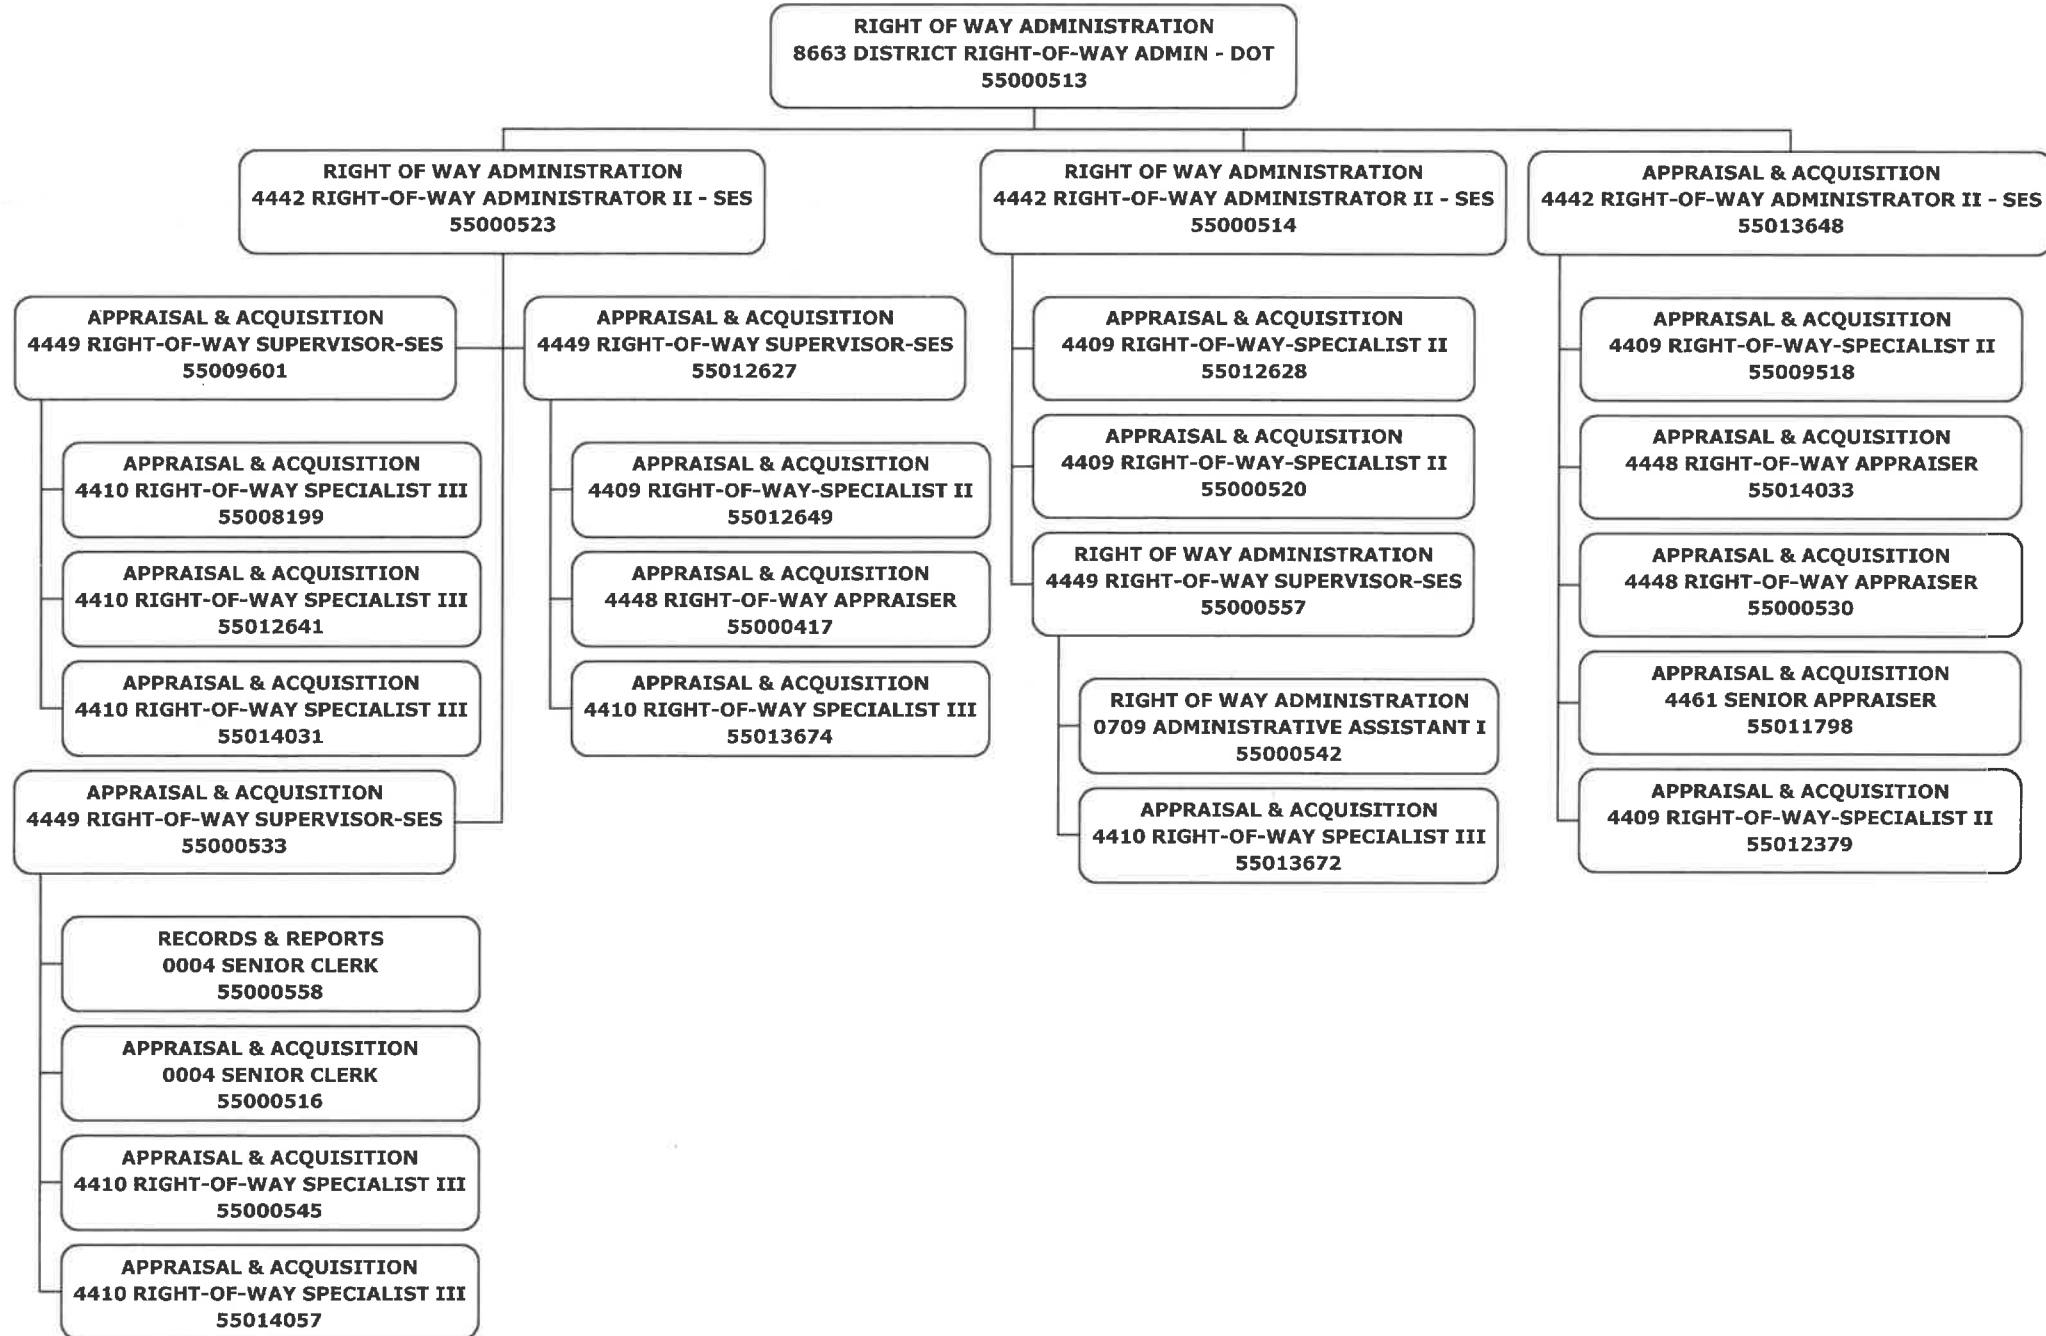 RIGHT OF WAY ADMINISTRATION
8663 DISTRICT RIGHT-OF-WAY ADMIN - DOT
55000513
RIGHT OF WAY ADMINISTRATION
4442 RIGHT-OF-WAY ADMINISTRATOR II - SES
55000523
RIGHT OF WAY ADMINISTRATION
4442 RIGHT-OF-WAY ADMINISTRATOR II - SES
55000514
APPRAISAL & ACQUISITION
4442 RIGHT-OF-WAY ADMINISTRATOR II - SES
55013648
APPRAISAL & ACQUISITION
4449 RIGHT-OF-WAY SUPERVISOR-SES
55009601
APPRAISAL & ACQUISITION
4410 RIGHT-OF-WAY SPECIALIST III
55008199
APPRAISAL & ACQUISITION
4410 RIGHT-OF-WAY SPECIALIST III
55012641
APPRAISAL & ACQUISITION
4410 RIGHT-OF-WAY SPECIALIST III
55014031
APPRAISAL & ACQUISITION
4449 RIGHT-OF-WAY SUPERVISOR-SES
55000533
RECORDS & REPORTS
0004 SENIOR CLERK
55000558
APPRAISAL & ACQUISITION
0004 SENIOR CLERK
55000516
APPRAISAL & ACQUISITION
4410 RIGHT-OF-WAY SPECIALIST III
55000545
APPRAISAL & ACQUISITION
4410 RIGHT-OF-WAY SPECIALIST III
55014057
APPRAISAL & ACQUISITION
4449 RIGHT-OF-WAY SUPERVISOR-SES
55012627
APPRAISAL & ACQUISITION
4409 RIGHT-OF-WAY-SPECIALIST II
55012649
APPRAISAL & ACQUISITION
4448 RIGHT-OF-WAY APPRAISER
55000417
APPRAISAL & ACQUISITION
4410 RIGHT-OF-WAY SPECIALIST III
55013674
APPRAISAL & ACQUISITION
4409 RIGHT-OF-WAY-SPECIALIST II
55012628
APPRAISAL & ACQUISITION
4409 RIGHT-OF-WAY-SPECIALIST II
55000520
RIGHT OF WAY ADMINISTRATION
4449 RIGHT-OF-WAY SUPERVISOR-SES
55000557
RIGHT OF WAY ADMINISTRATION
0709 ADMINISTRATIVE ASSISTANT I
55000542
APPRAISAL & ACQUISITION
4410 RIGHT-OF-WAY SPECIALIST III
55013672
APPRAISAL & ACQUISITION
4409 RIGHT-OF-WAY-SPECIALIST II
55009518
APPRAISAL & ACQUISITION
4448 RIGHT-OF-WAY APPRAISER
55014033
APPRAISAL & ACQUISITION
4448 RIGHT-OF-WAY APPRAISER
55000530
APPRAISAL & ACQUISITION
4461 SENIOR APPRAISER
55011798
APPRAISAL & ACQUISITION
4409 RIGHT-OF-WAY-SPECIALIST II
55012379